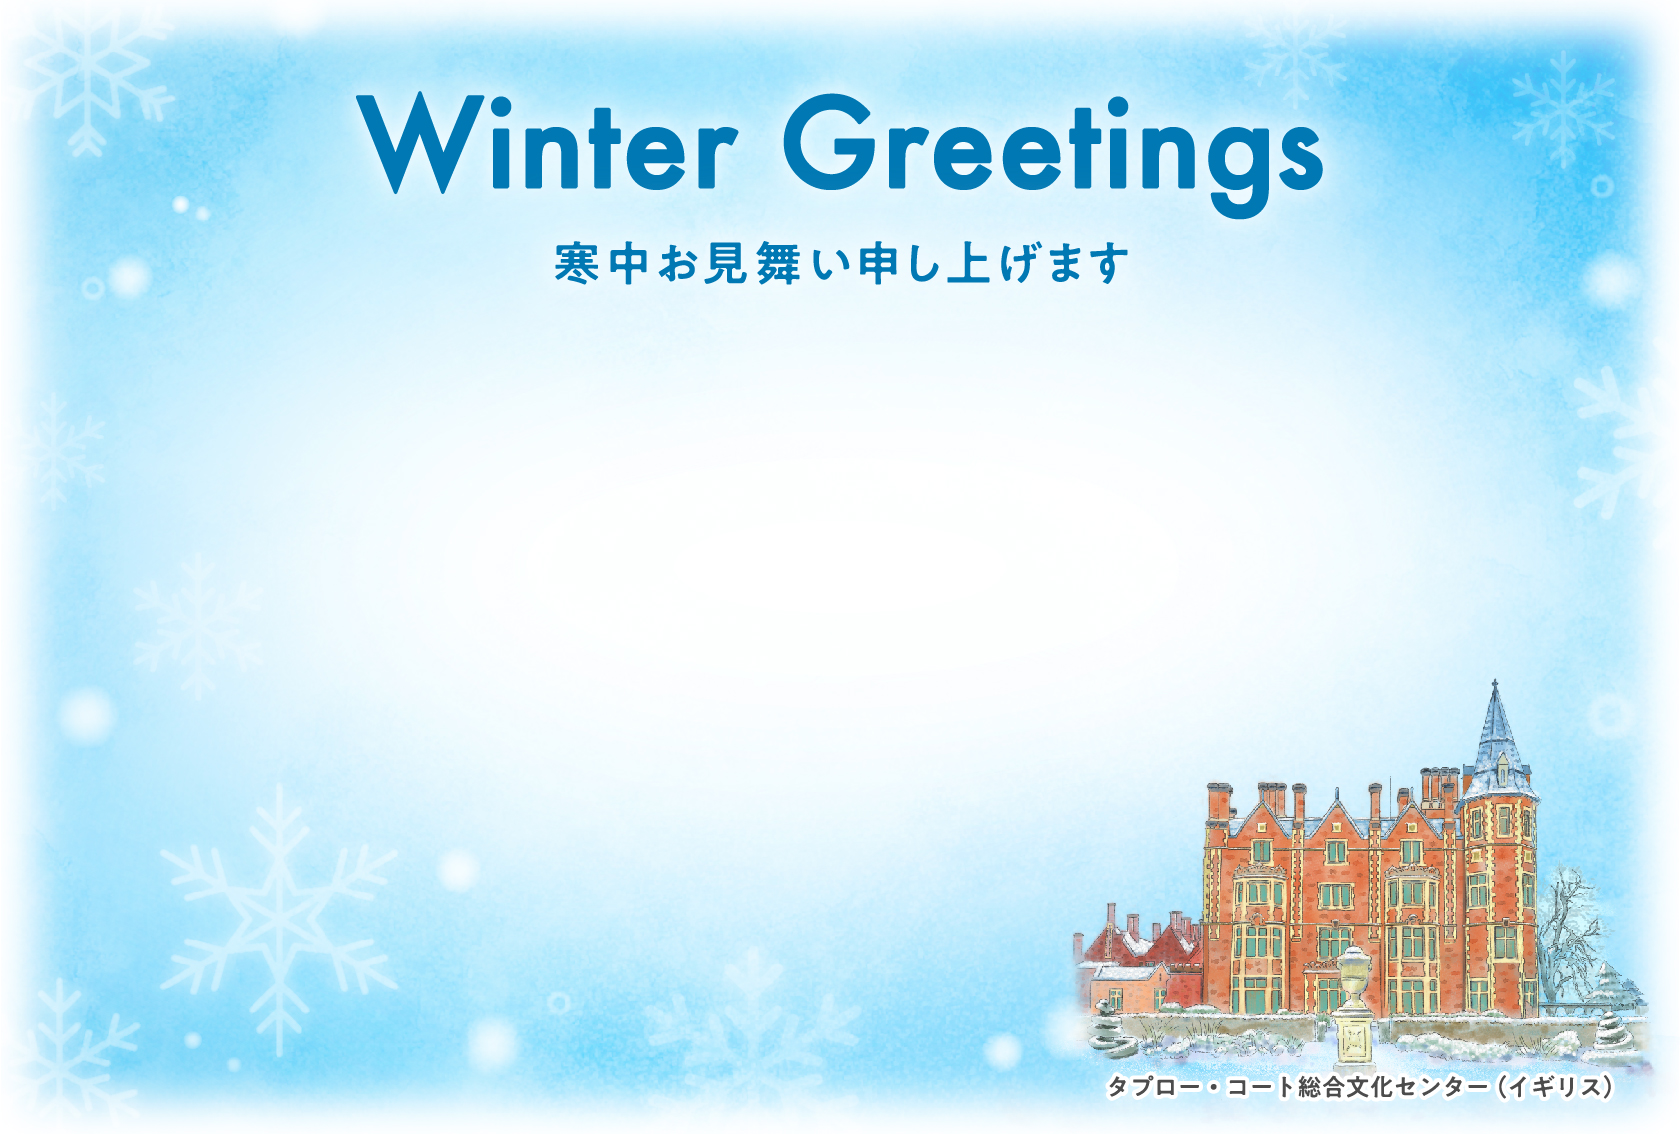 Winter Greetings
寒中お見舞い申し上げます
タプロー・コート総合文化センター（イギリス）